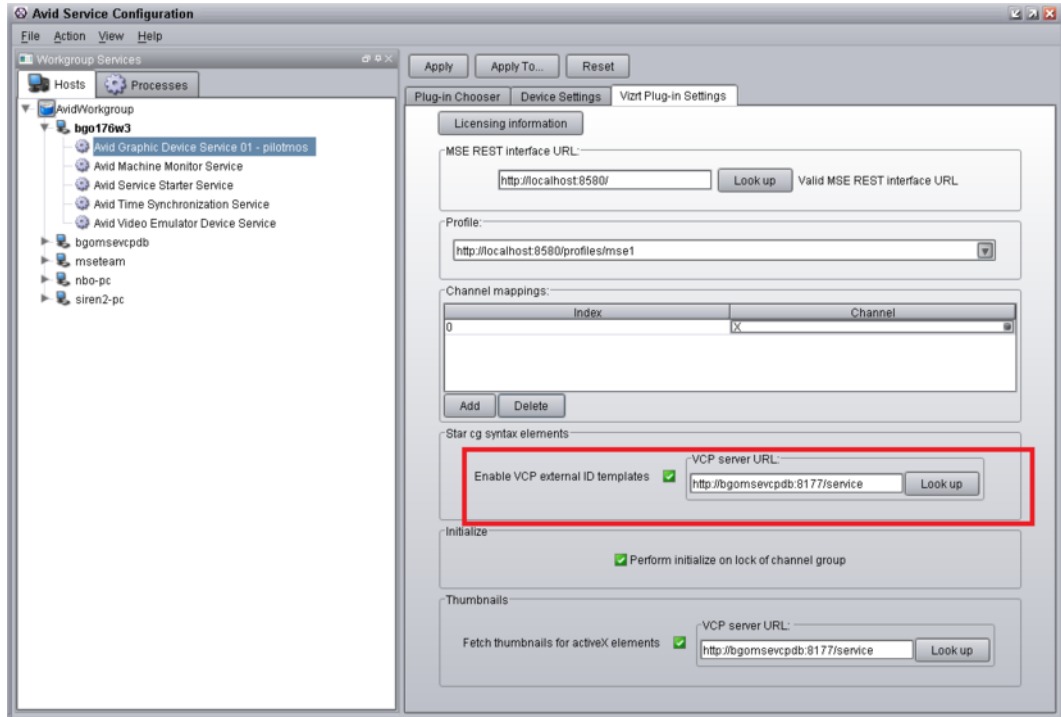 Avid Service Configuration
File Action View Help
Workgroup Services
Hosts Processes
AvidWorkgroup
bgo176w3
Avid Graphic Device Service 01 - pilotmos
Avid Machine Monitor Service
Avid Service Starter Service
Avid Time Synchronization Service
Avid Video Emulator Device Service
bgomsevcpdb
mseteam
nbo-pc
siren2-pc
Apply Apply To... Reset
Plug-in Chooser Device Settings Vizrt Plug-in Settings
Licensing information
MSE REST interface URL:
http://localhost:8580/ Look up Valid MSE REST interface URL
Profile:
http://localhost:8580/profiles/mse1
Channel mappings:
Index Channel
0 X
Add Delete
Star cg syntax elements
VCP server URL:
Enable VCP external ID templates http://bgomsevcpdb:8177/service Look up
Initialize
Perform initialize on lock of channel group
Thumbnails
VCP server URL:
Fetch thumbnails for activeX elements http://bgomsevcpdb:8177/service Look up